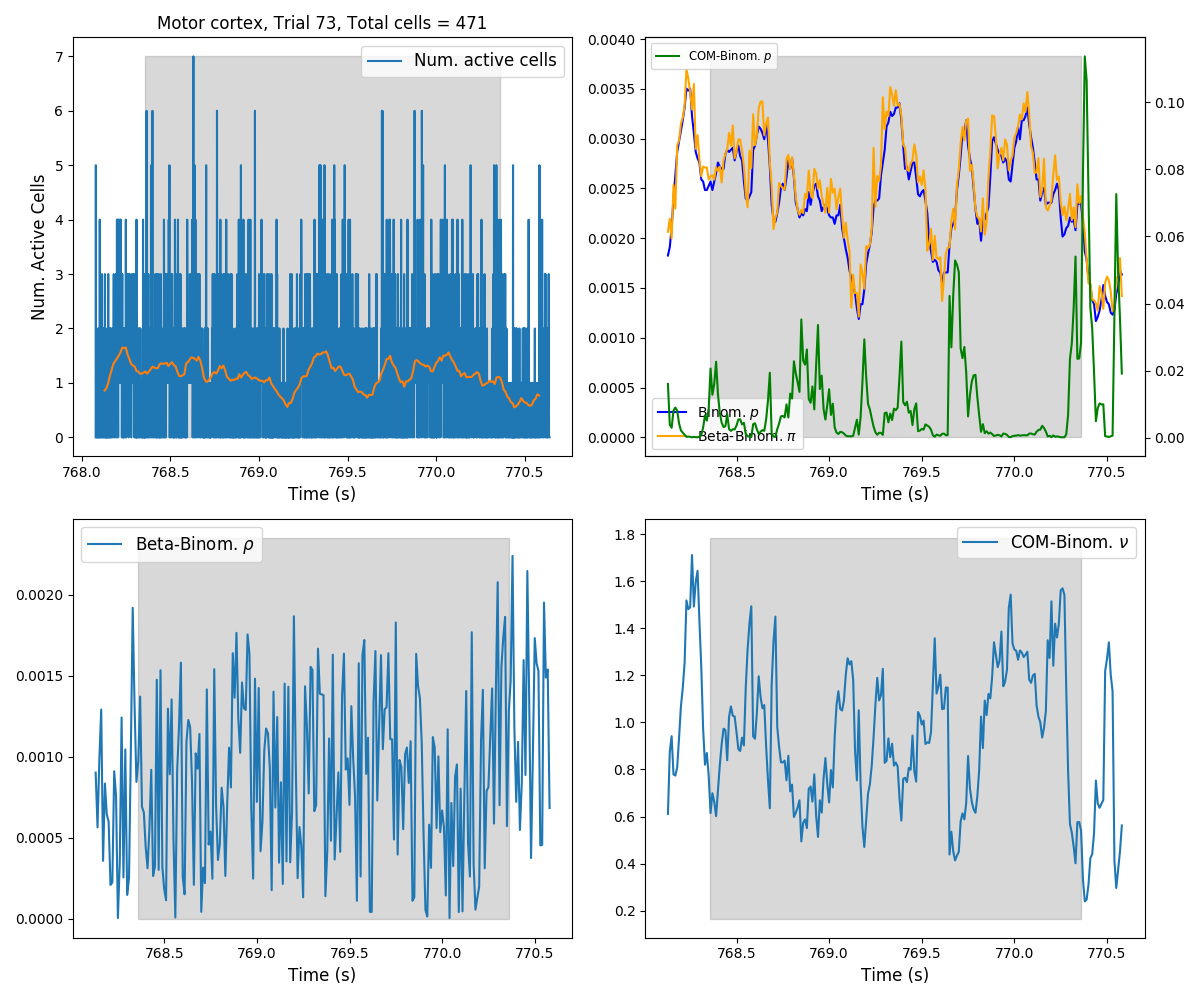 Motor cortex, Trial 73, Total cells = 471
Num. active cells
Num. Active Cells
7
6
5
4
3
2
1
0
768.0 768.5 769.0 769.5 770.0 770.5
Time (s)
COM-Binom. p
0.0040
0.0035
0.0030
0.0025
0.0020
0.0015
0.0010
0.0005
0.0000
0.10
0.08
0.06
0.04
0.02
0.00
Binom. p
Beta-Binom. π
768.5 769.0 769.5 770.0 770.5
Time (s)
Beta-Binom. ρ
0.0020
0.0015
0.0010
0.0005
0.0000
768.5 769.0 769.5 770.0 770.5
Time (s)
COM-Binom. ν
1.8
1.6
1.4
1.2
1.0
0.8
0.6
0.4
0.2
768.5 769.0 769.5 770.0 770.5
Time (s)